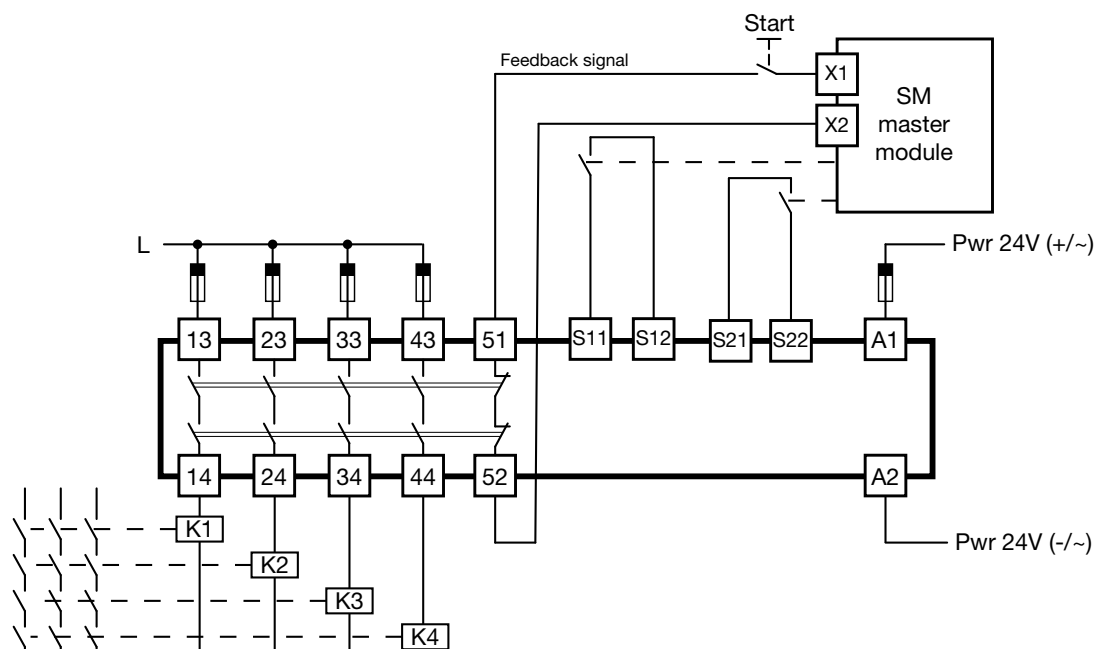 Start
Feedback signal
X1
SM
master
module
X2
L
Pwr 24V (+/~)
13
23
33
43
51
S11
S12
S21
S22
A1
14
24
34
44
52
A2
K1
Pwr 24V (-/~)
K2
K3
K4